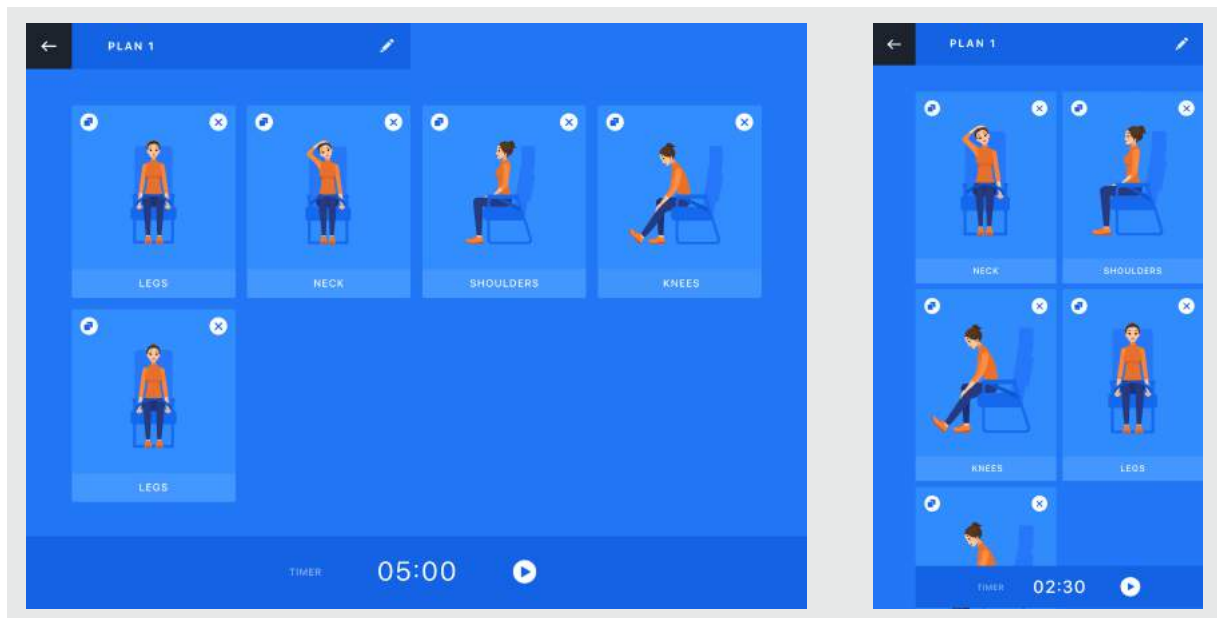 PLAN 1
LEGS
NECK
SHOULDERS
KNEES
LEGS
TIMER
05:00
PLAN 1
NECK
SHOULDERS
KNEES
LEGS
TIMER
02:30